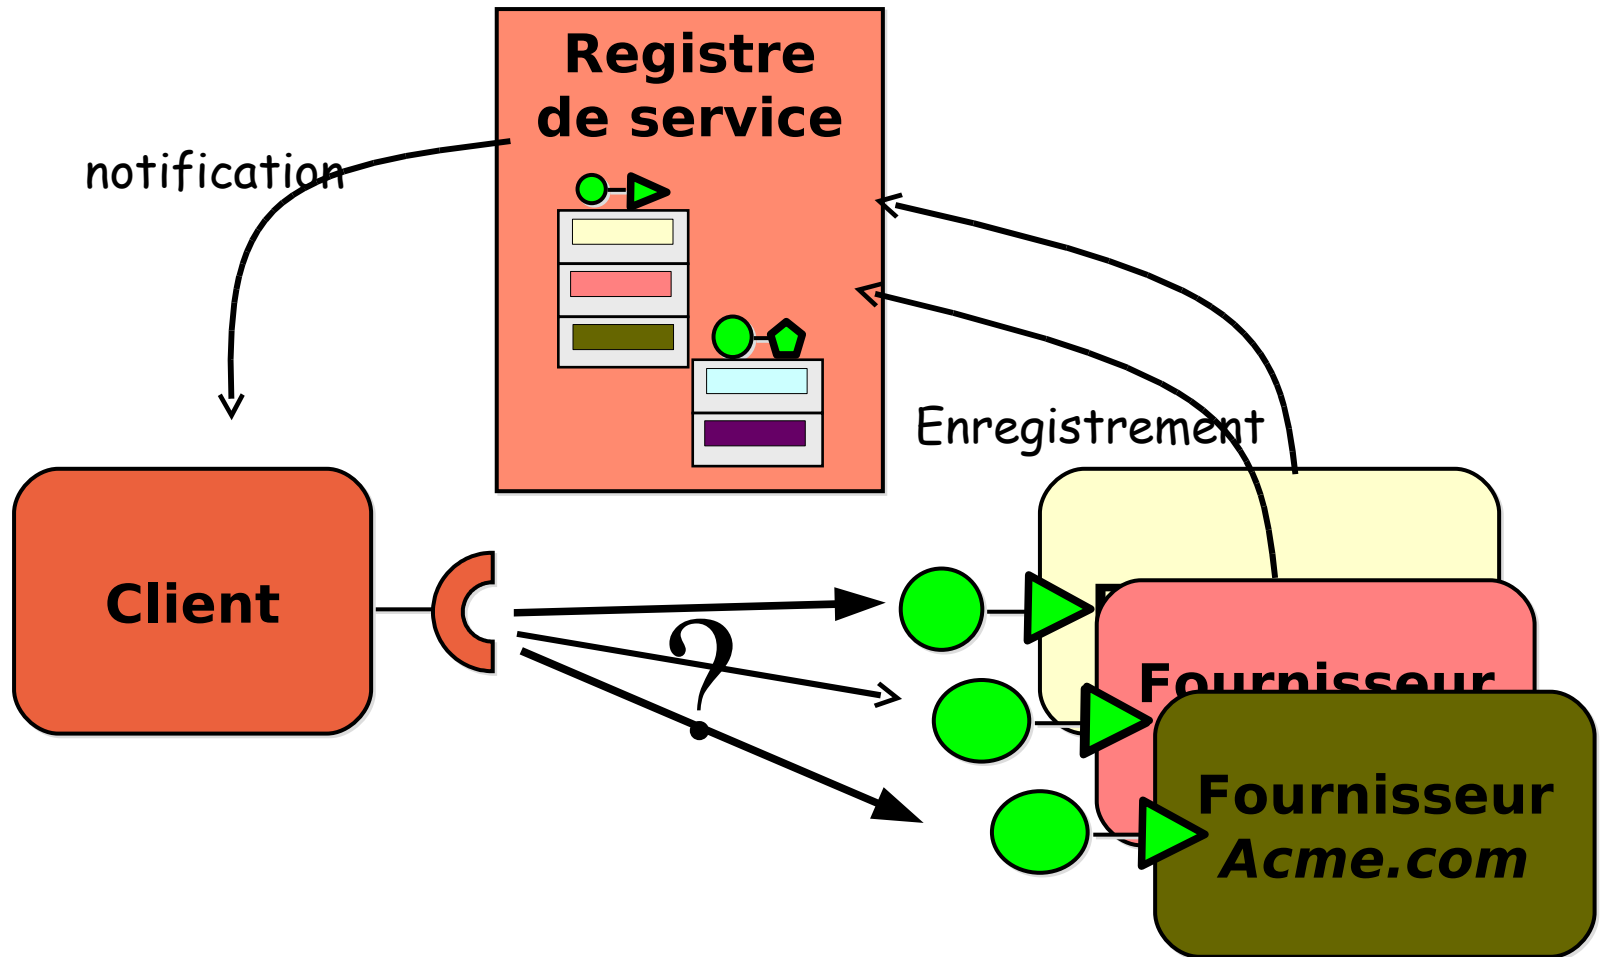 Registre
de service
notification
Enregistrement
Client
?
Fournisseur
Fournisseur
Acme.com